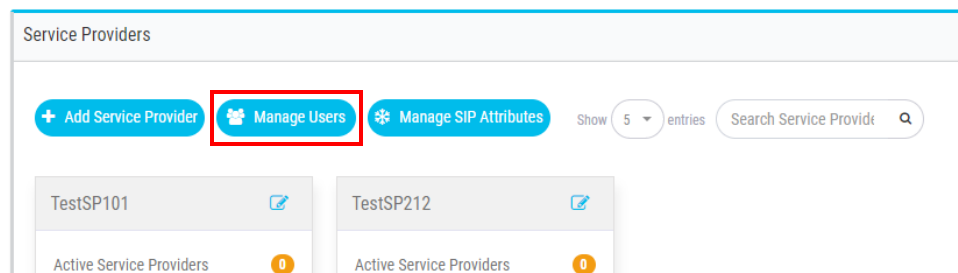 Service Providers
Add Service Provider Manage Users Manage SIP Attributes Show 5 entries Search Service Provide
TestSP101 TestSP212
Active Service Providers 0 Active Service Providers 0